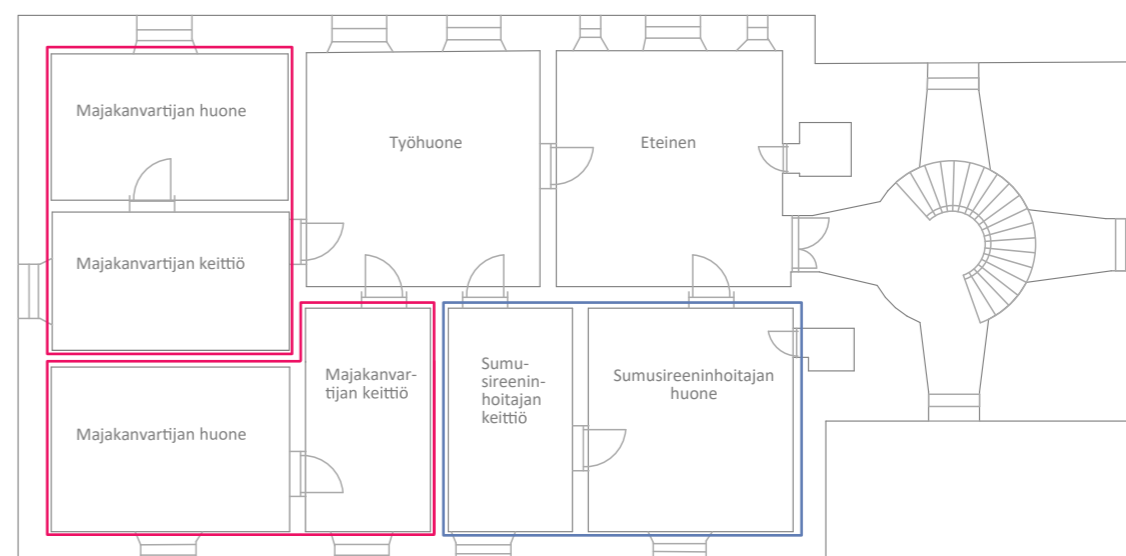 Majakanvartijan huone
Työhuone
Eteinen
Majakanvartijan keittiö
Majakanvartijan huone
Majakanvar-
tijan keittiö
Sumu-
sireenin-
hoitajan
keittiö
Sumusireeninhoitajan
huone